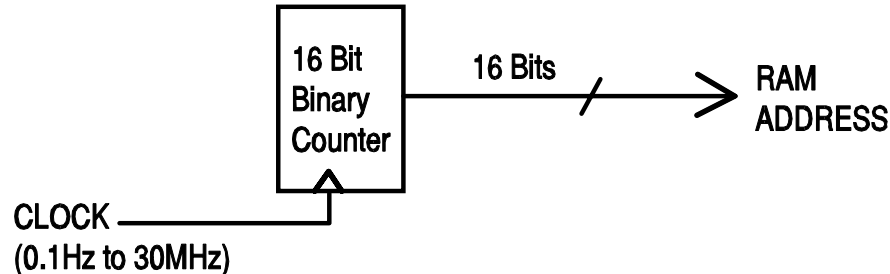 16 Bit
Binary
Counter
16 Bits
RAM
ADDRESS
CLOCK
(0.1Hz to 30MHz)